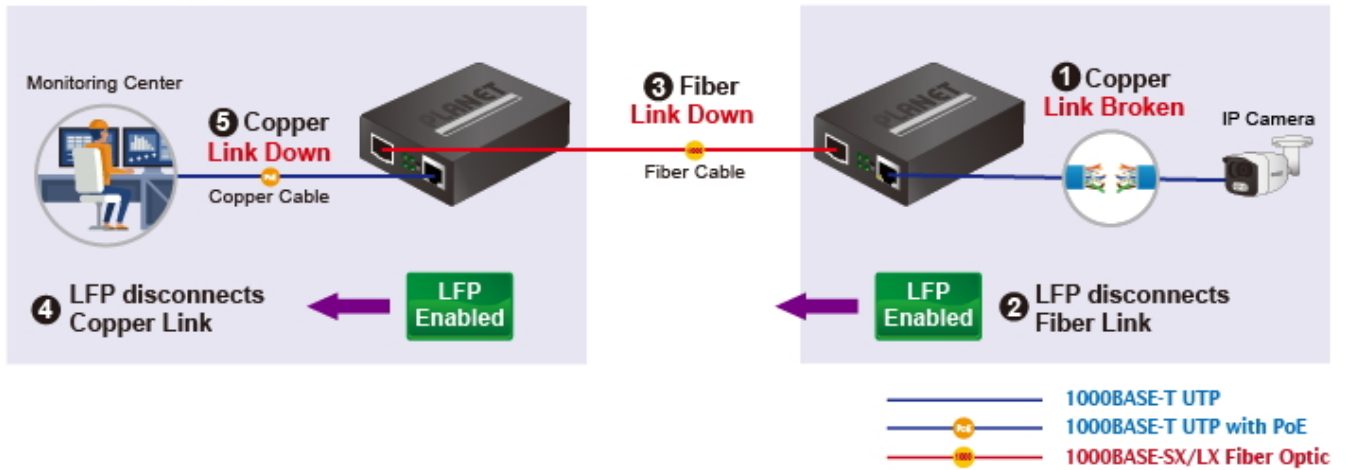 Monitoring Center
❺ Copper
Link Down
Copper Cable
PLANET
❸ Fiber
Link Down
1000
Fiber Cable
PLANET
❶ Copper
Link Broken
IP Camera
PoE
❹ LFP disconnects
Copper Link
LFP
Enabled
LFP
Enabled
❷ LFP disconnects
Fiber Link
1000BASE-T UTP
PoE
1000BASE-T UTP with PoE
1000
1000BASE-SX/LX Fiber Optic